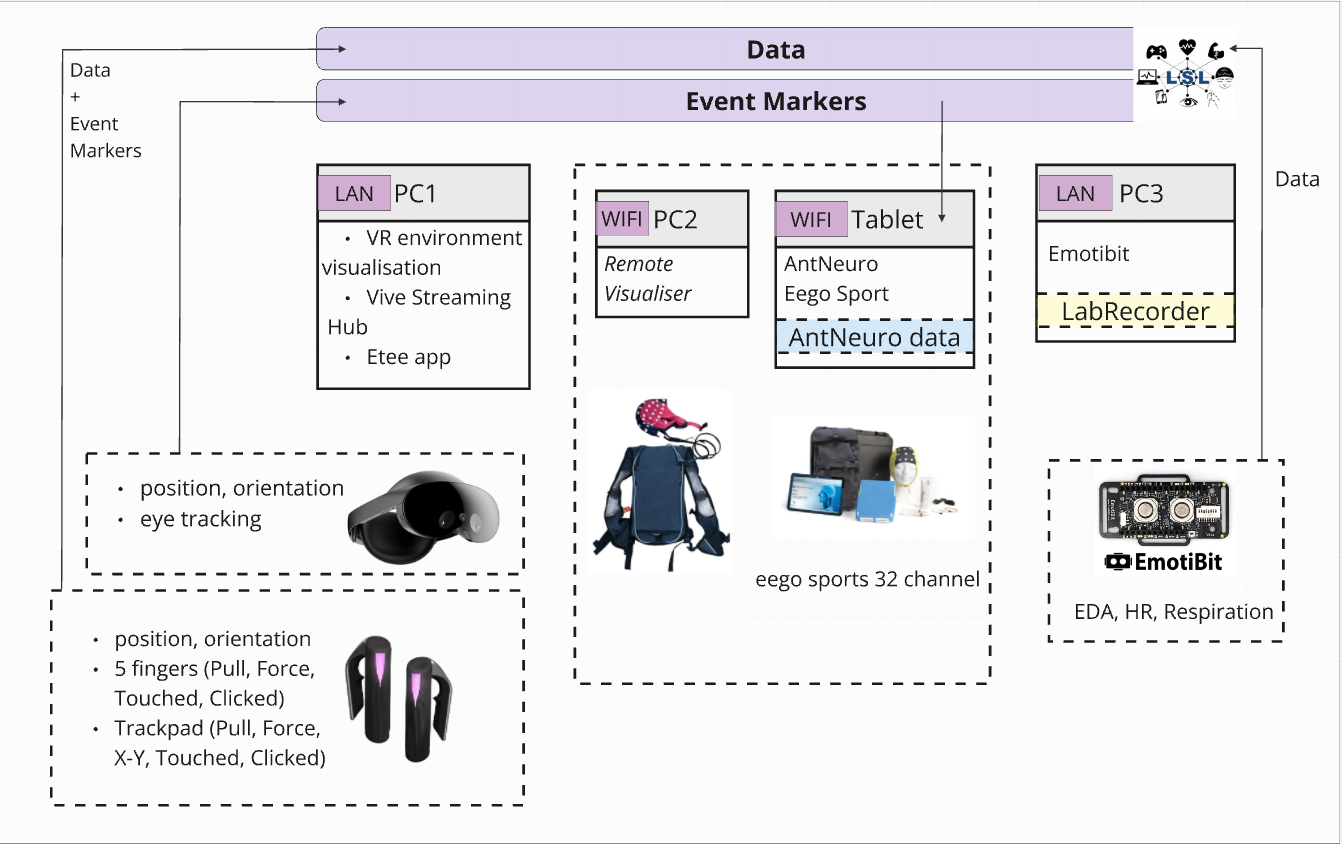 Data
Event Markers
LSL
Data
+
Event
Markers
Data
LAN PC1
• VR environment
visualisation
• Vive Streaming
Hub
• Etee app
WIFI PC2
Remote
Visualiser
WIFI Tablet
AntNeuro
Eego Sport
AntNeuro data
LAN PC3
Emotibit
LabRecorder
• position, orientation
• eye tracking
eego sports 32 channel
EmotiBit
EDA, HR, Respiration
• position, orientation
• 5 fingers (Pull, Force,
Touched, Clicked)
• Trackpad (Pull, Force,
X-Y, Touched, Clicked)